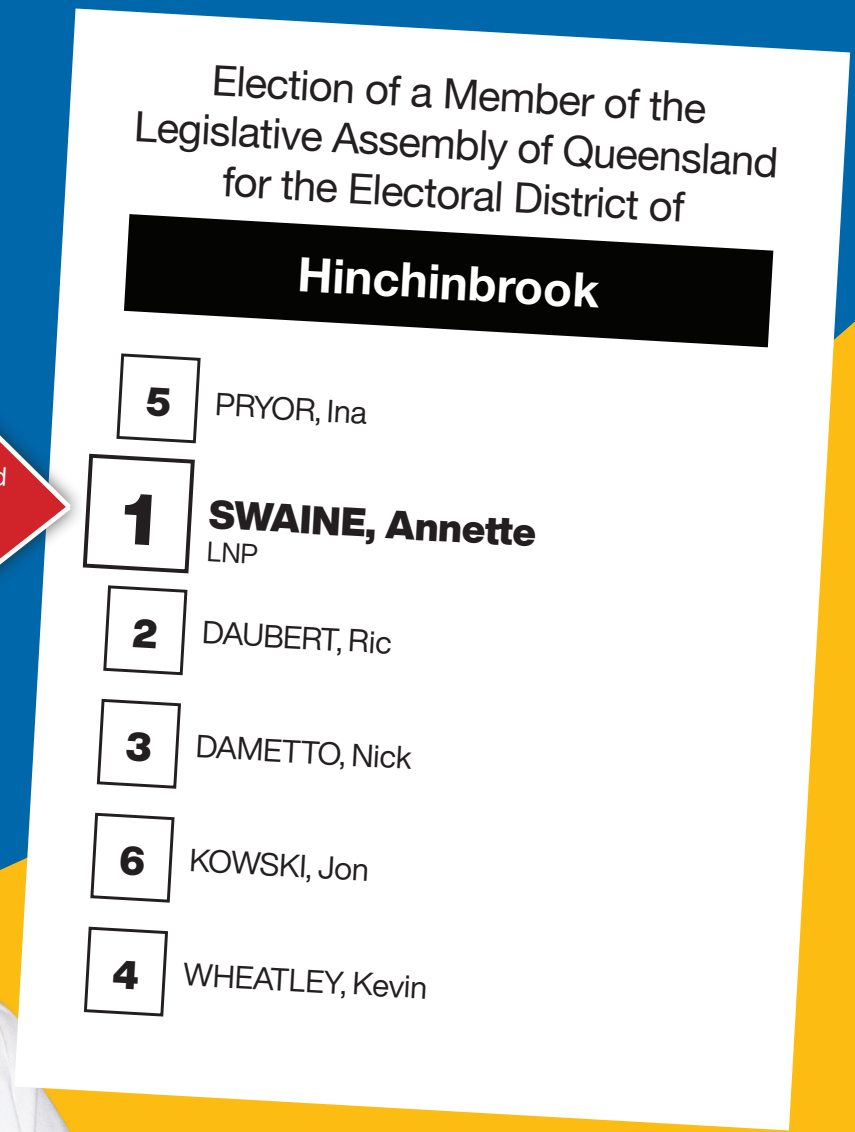 Election of a Member of the
Legislative Assembly of Queensland
for the Electoral District of
Hinchinbrook
5 PRYOR, Ina
1 SWAINE, Annette
LNP
2 DAUBERT, Ric
3 DAMETTO, Nick
6 KOWSKI, Jon
4 WHEATLEY, Kevin